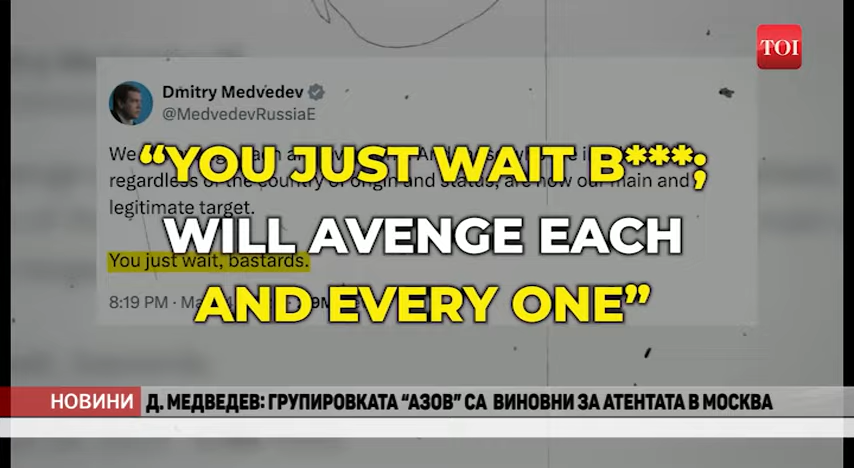 TOI
Dmitry Medvedev
@MedvedevRussiaE
We
regardless of the country of origin and status, are now our main and
legitimate target.
You just wait, bastards.
8:19 PM ·
“YOU JUST WAIT B***;
WILL AVENGE EACH
AND EVERY ONE”
НОВИНИ
Д. МЕДВЕДЕВ: ГРУПИРОВКАТА “АЗОВ” СА ВИНОВНИ ЗА АТЕНТАТА В МОСКВА